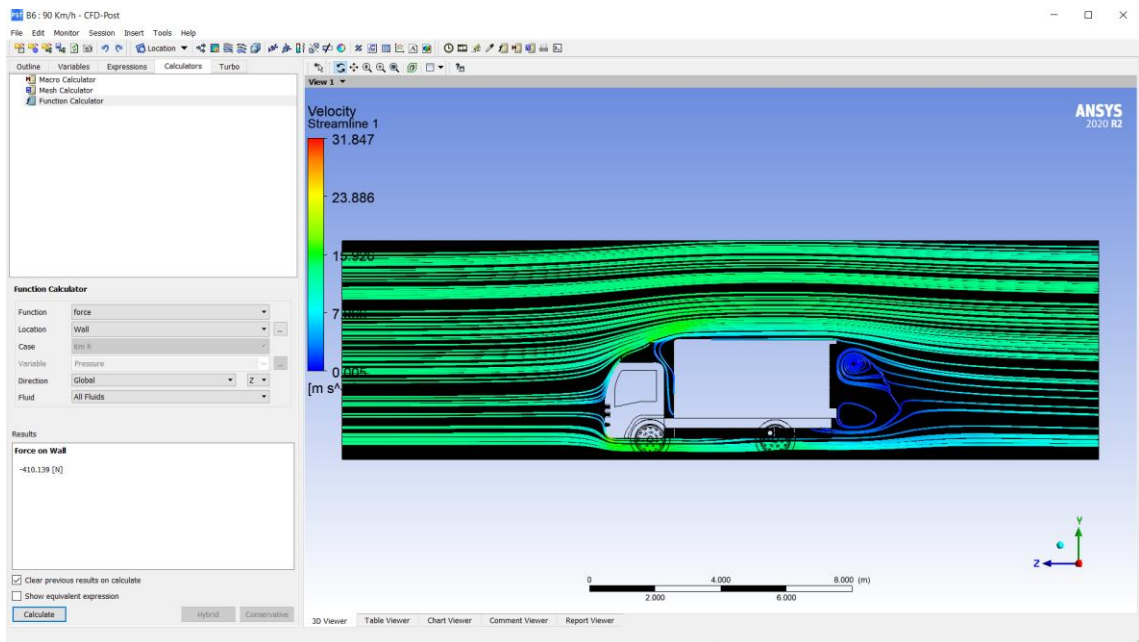 B6 : 90 Km/h - CFD-Post
File Edit Monitor Session Insert Tools Help
Location
Outline Variables Expressions Calculators Turbo
Macro Calculator
Mesh Calculator
Function Calculator
View 1
Velocity
Streamline 1
31.847
23.886
[m s^
ANSYS
2020 R2
Function Calculator
Function force
Location Wall
Case Km h
Variable Pressure
Direction Global Z
Fluid All Fluids
Results
Force on Wall
-410.139 [N]
Clear previous results on calculate
Show equivalent expression
Calculate Hybrid Conservative
0 4.000 8.000 (m)
2.000 6.000
Y
Z
3D Viewer Table Viewer Chart Viewer Comment Viewer Report Viewer